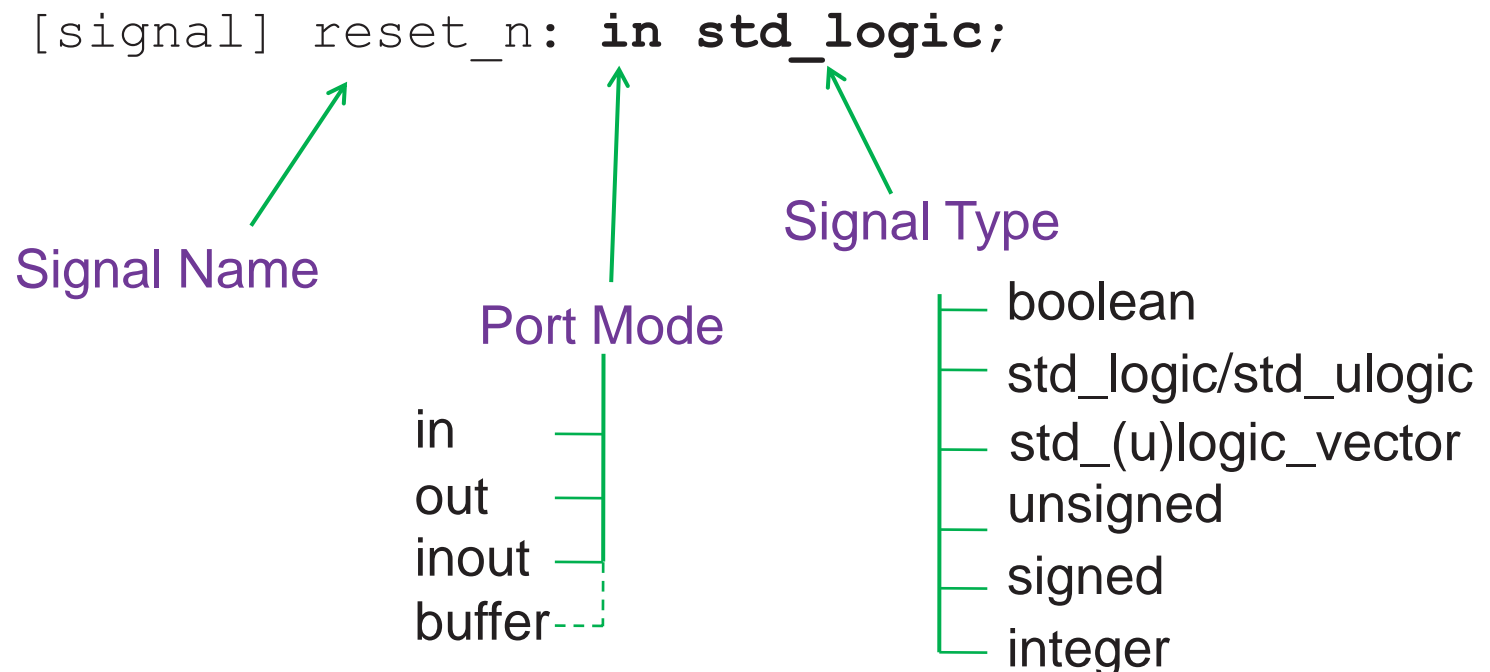 [signal] reset_n: in std_logic;
Signal Name
Port Mode
in
out
inout
buffer
Signal Type
boolean
std_logic/std_ulogic
std_(u)logic_vector
unsigned
signed
integer